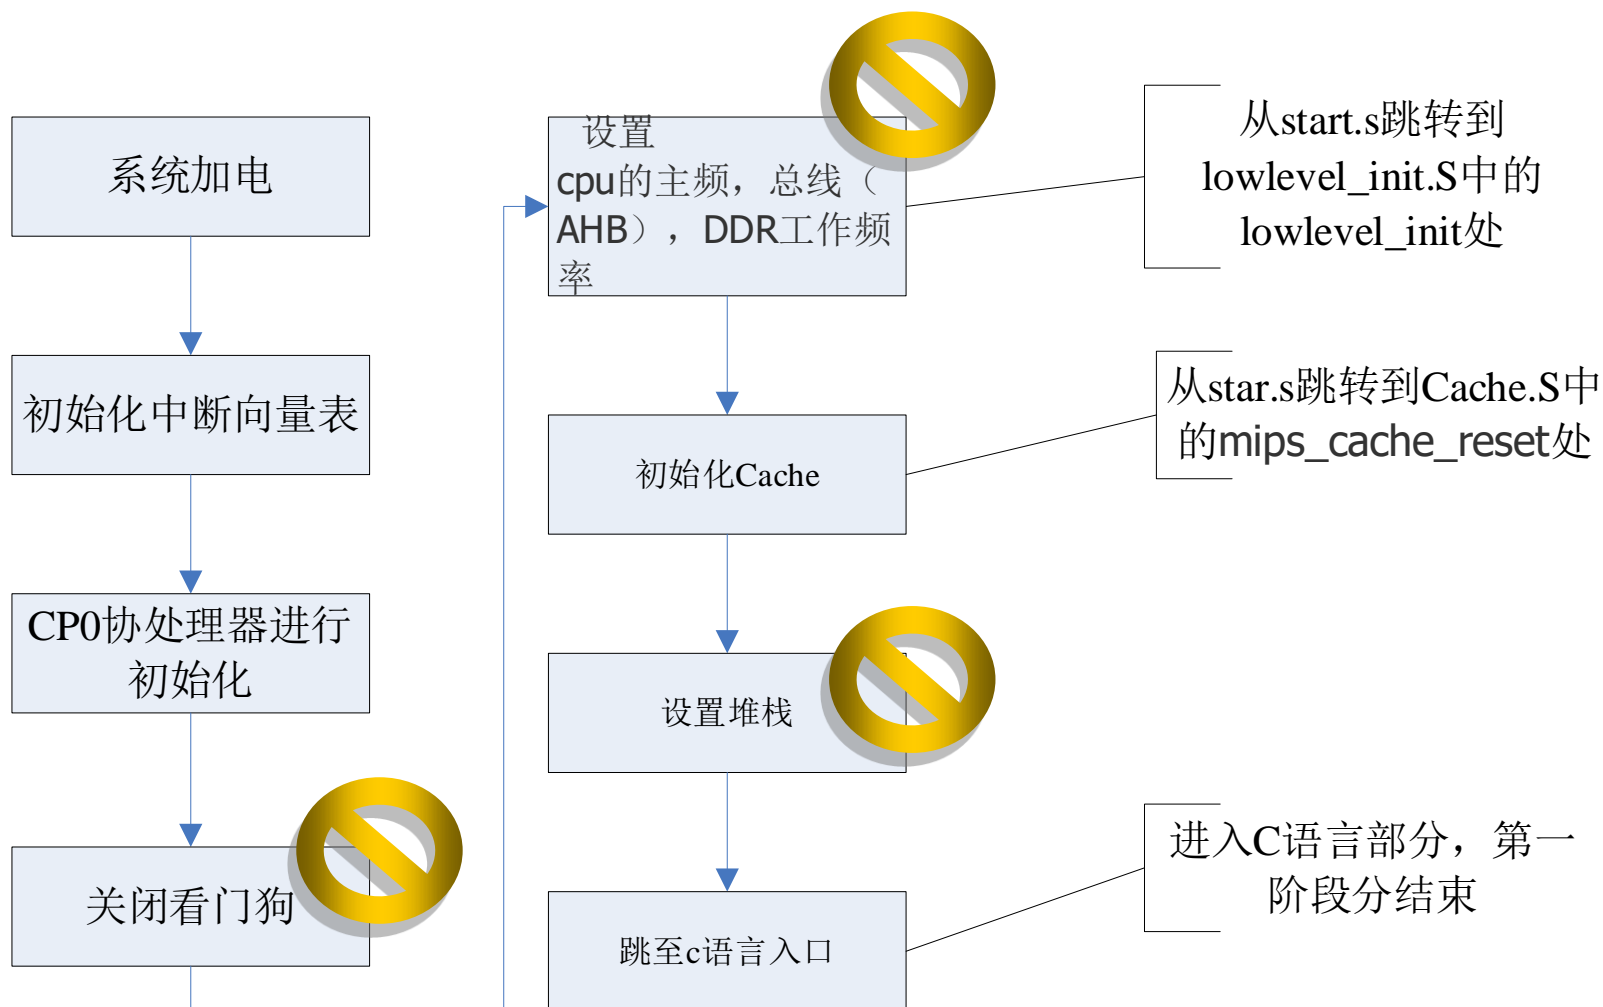 系统加电
初始化中断向量表
CP0协处理器进行
初始化
关闭看门狗
设置
cpu的主频，总线（
AHB），DDR工作频
率
初始化Cache
设置堆栈
跳至c语言入口
从start.s跳转到
lowlevel_init.S中的
lowlevel_init处
从star.s跳转到Cache.S中
的mips_cache_reset处
进入C语言部分，第一
阶段分结束